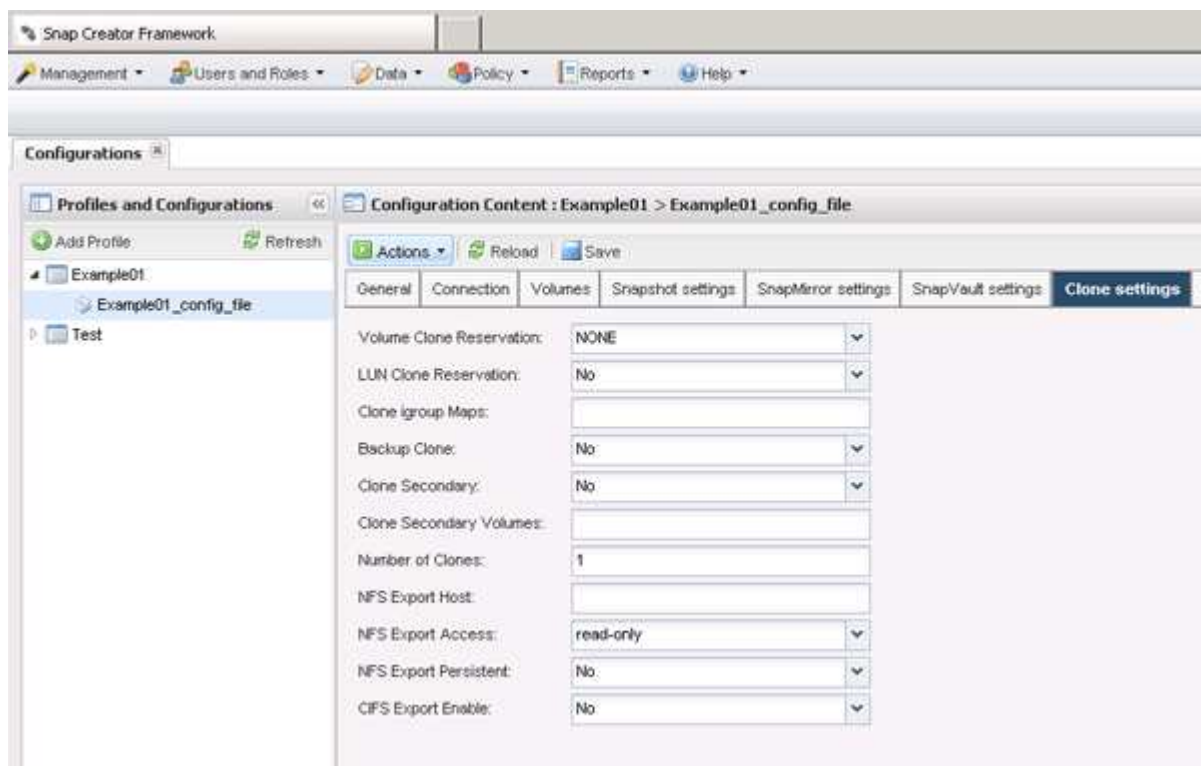 Snap Creator Framework
Management Users and Roles Data Policy Reports Help
Configurations
Profiles and Configurations
Configuration Content : Example01 > Example01_config_file
Add Profile Refresh
Actions Reload Save
Example01
Example01_config_file
Test
General Connection Volumes Snapshot settings SnapMirror settings SnapVault settings Clone settings
Volume Clone Reservation: NONE
LUN Clone Reservation: No
Clone igroup Maps:
Backup Clone: No
Clone Secondary: No
Clone Secondary Volumes:
Number of Clones: 1
NFS Export Host:
NFS Export Access: read-only
NFS Export Persistent: No
CIFS Export Enable: No